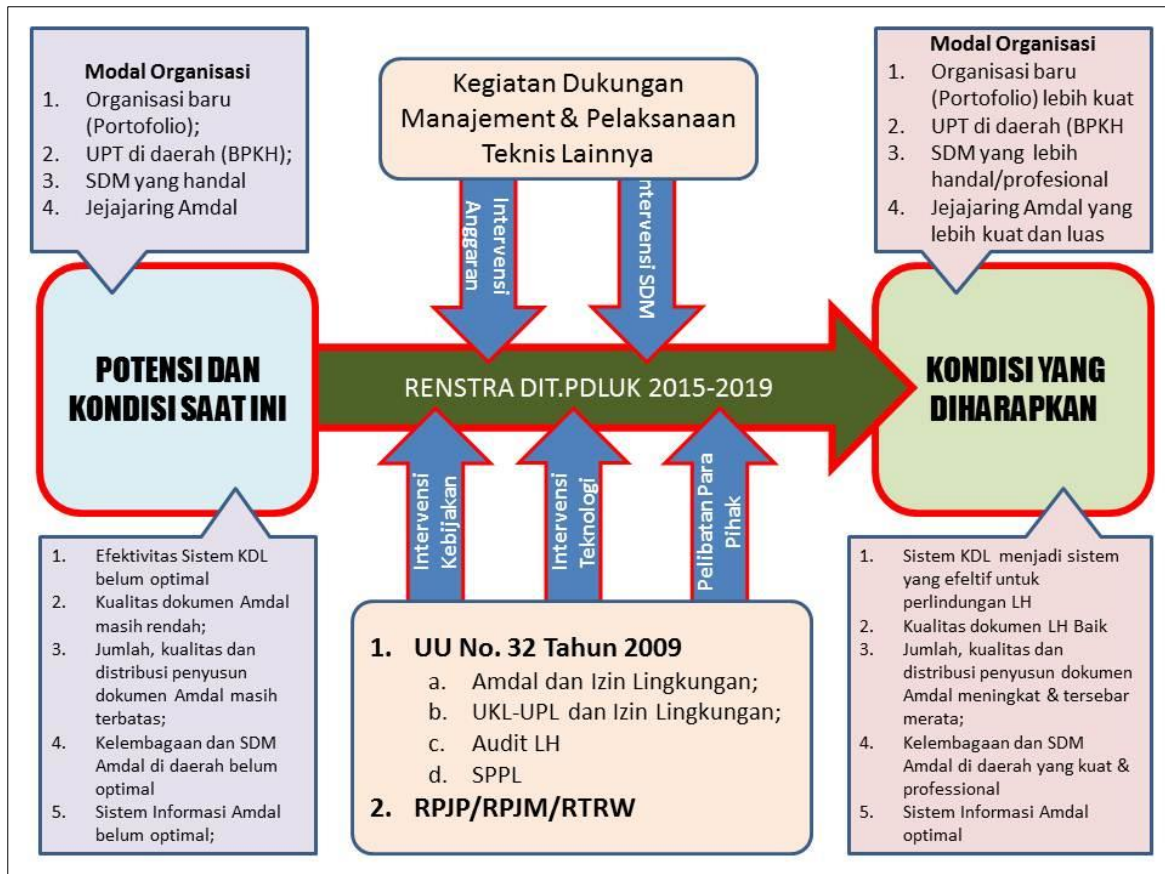 Modal Organisasi
1. Organisasi baru
(Portofolio);
2. UPT di daerah (BPKH);
3. SDM yang handal
4. Jejajaring Amdal
Kegiatan Dukungan
Manajement & Pelaksanaan
Teknis Lainnya
Modal Organisasi
1. Organisasi baru
(Portofolio) lebih kuat
2. UPT di daerah (BPKH
3. SDM yang lebih
handal/profesional
4. Jejajaring Amdal yang
lebih kuat dan luas
Intervensi
Anggaran
Intervensi SDM
POTENSI DAN
KONDISI SAAT INI
RENSTRA DIT.PDLUK 2015-2019
KONDISI YANG
DIHARAPKAN
Intervensi
Kebijakan
Intervensi
Teknologi
Pelibatan Para
Pihak
1. Efektivitas Sistem KDL
belum optimal
2. Kualitas dokumen Amdal
masih rendah;
3. Jumlah, kualitas dan
distribusi penyusun
dokumen Amdal masih
terbatas;
4. Kelembagaan dan SDM
Amdal di daerah belum
optimal
5. Sistem Informasi Amdal
belum optimal;
1. UU No. 32 Tahun 2009
a. Amdal dan Izin Lingkungan;
b. UKL-UPL dan Izin Lingkungan;
c. Audit LH
d. SPPL
2. RPJP/RPJM/RTRW
1. Sistem KDL menjadi sistem
yang efeltif untuk
perlindungan LH
2. Kualitas dokumen LH Baik
3. Jumlah, kualitas dan
distribusi penyusun dokumen
Amdal meningkat & tersebar
merata;
4. Kelembagaan dan SDM
Amdal di daerah yang kuat &
professional
5. Sistem Informasi Amdal
optimal